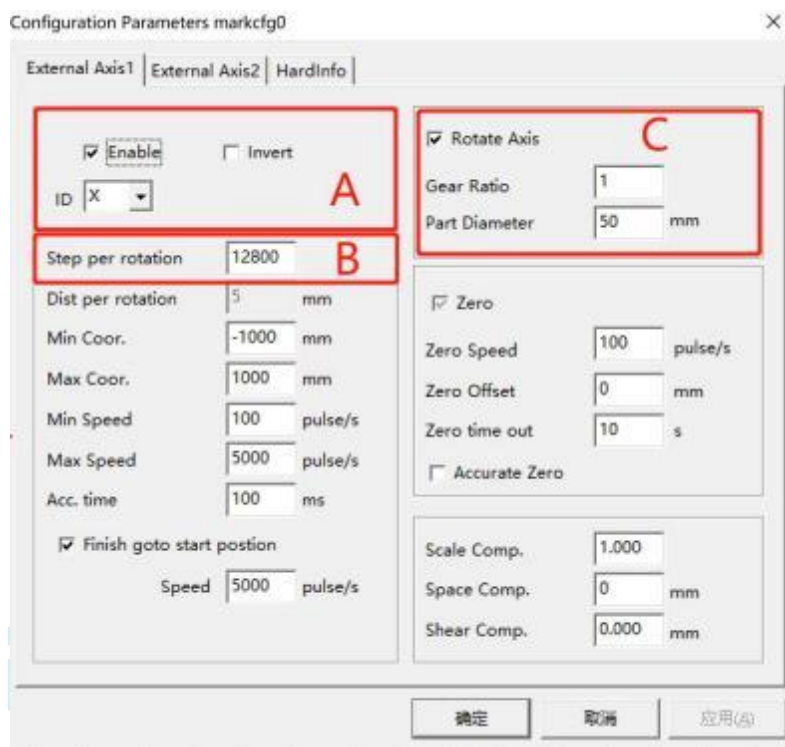 Configuration Parameters markcfg0
External Axis1 External Axis2 HardInfo
Enable Invert
ID X
A
Step per rotation 12800
B
Dist per rotation 5 mm
Min Coor. -1000 mm
Max Coor. 1000 mm
Min Speed 100 pulse/s
Max Speed 5000 pulse/s
Acc. time 100 ms
Finish goto start postion
Speed 5000 pulse/s
Rotate Axis
C
Gear Ratio 1
Part Diameter 50 mm
Zero
Zero Speed 100 pulse/s
Zero Offset 0 mm
Zero time out 10 s
Accurate Zero
Scale Comp. 1.000
Space Comp. 0 mm
Shear Comp. 0.000 mm
确定 取消 应用(A)